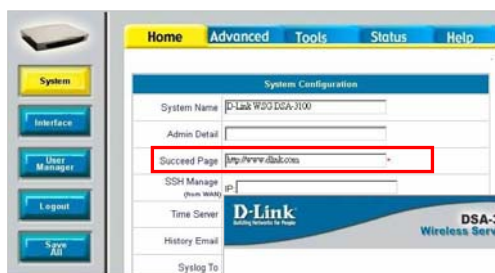 Home Advanced Tools Status Help
System
Interface
User Manager
Logout
Save All
System Configuration
System Name D-Link WSG DSA-3100
Admin Detail
Succeed Page http://www.dlink.com *
SSH Manage (from WAN) IP:
Time Server
History Email
Syslog To
D-Link
Building Networks for People
DSA-3
Wireless Serv